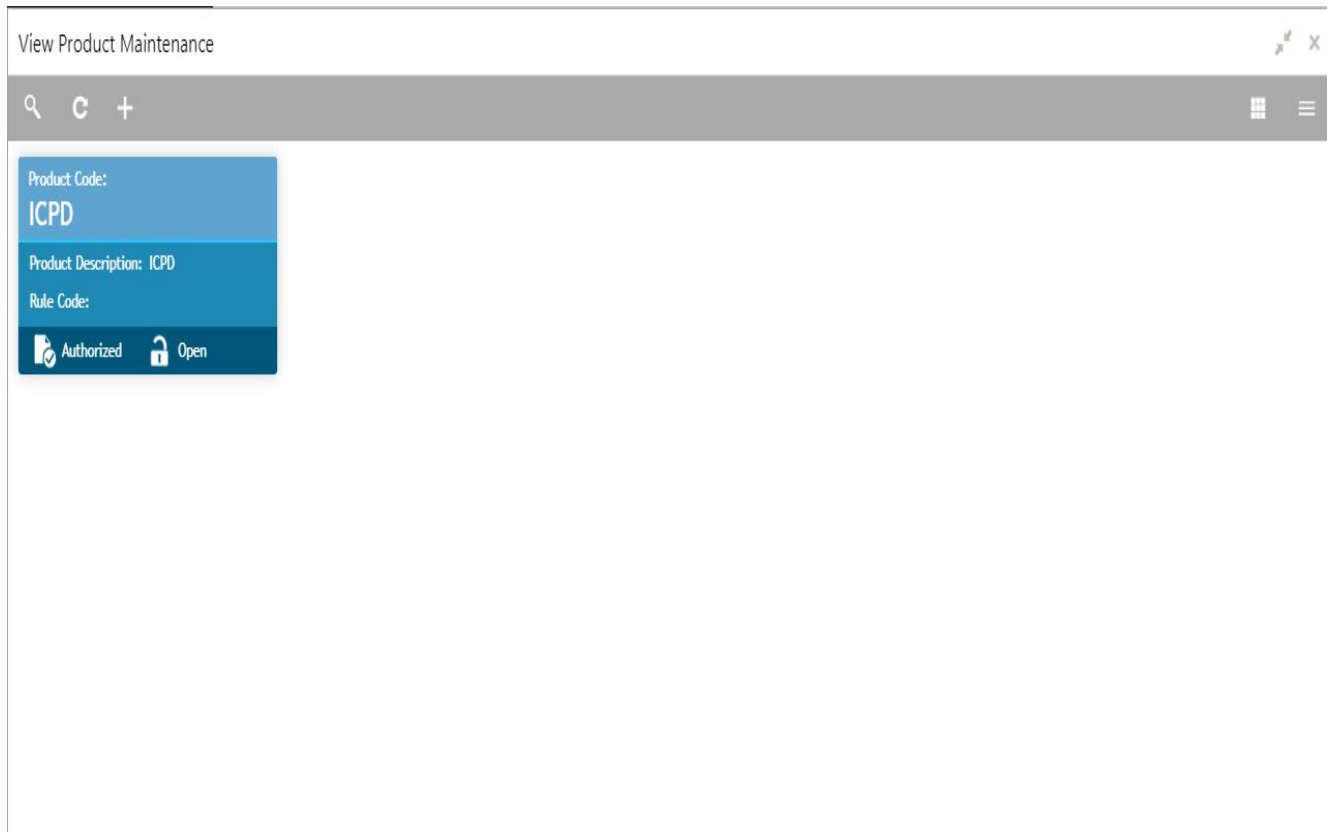 View Product Maintenance
Product Code:
ICPD
Product Description: ICPD
Rule Code:
Authorized Open